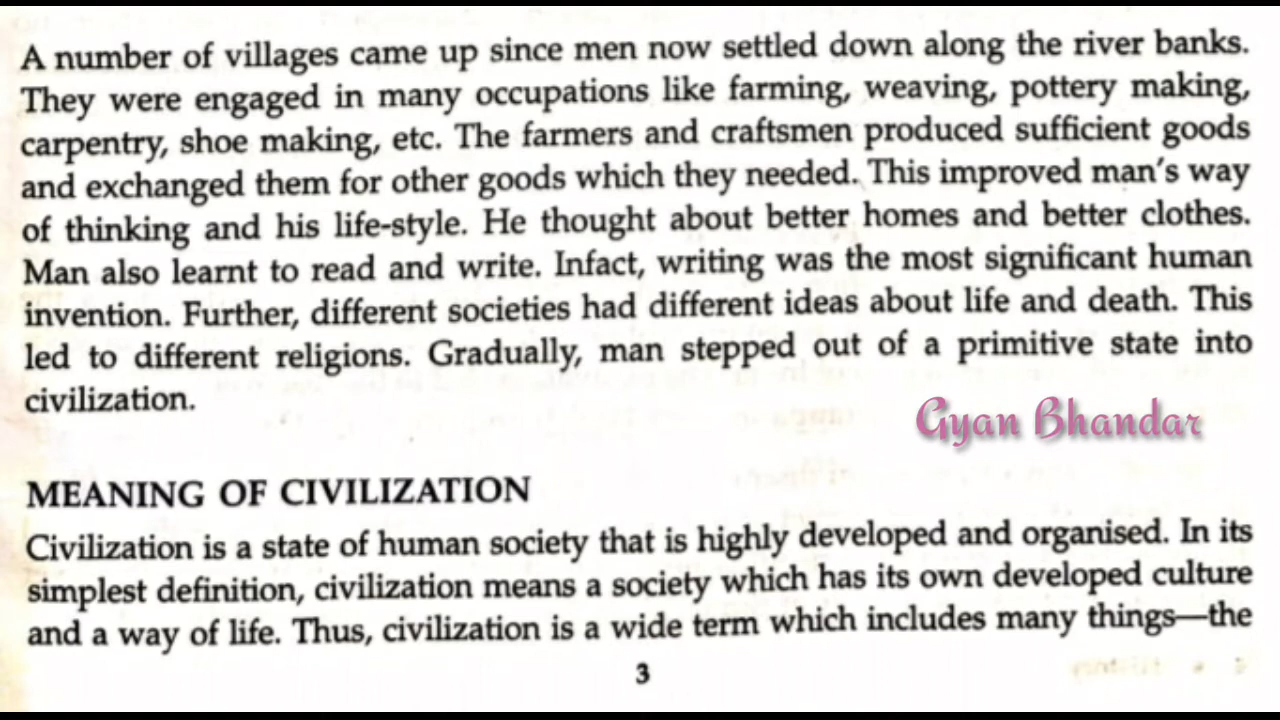 A number of villages came up since men now settled down along the river banks.
They were engaged in many occupations like farming, weaving, pottery making,
carpentry, shoe making, etc. The farmers and craftsmen produced sufficient goods
and exchanged them for other goods which they needed. This improved man's way
of thinking and his life-style. He thought about better homes and better clothes.
Man also learnt to read and write. Infact, writing was the most significant human
invention. Further, different societies had different ideas about life and death. This
led to different religions. Gradually, man stepped out of a primitive state into
civilization.
Gyan Bhandar
MEANING OF CIVILIZATION
Civilization is a state of human society that is highly developed and organised. In its
simplest definition, civilization means a society which has its own developed culture
and a way of life. Thus, civilization is a wide term which includes many things—the
3